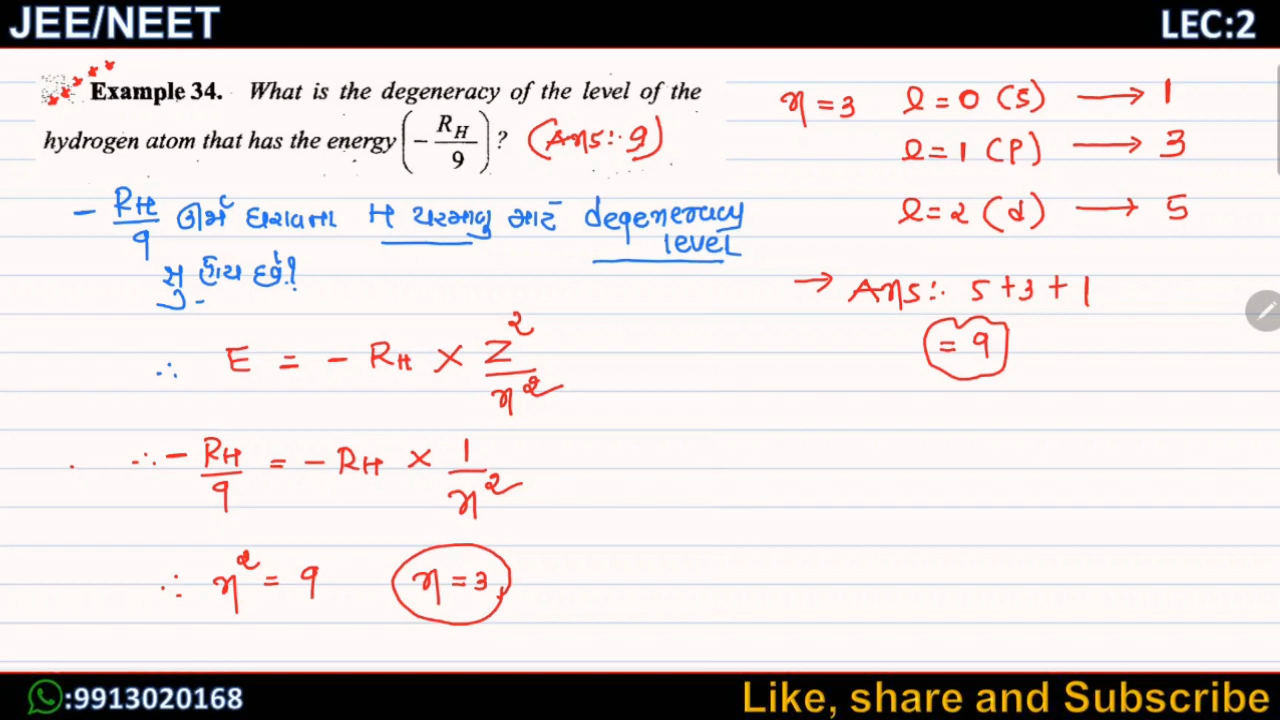 JEE/NEET
LEC:2
Example 34. What is the degeneracy of the level of the
hydrogen atom that has the energy (- R_H/9)? (Ans:- 9)
- R_H/9 ઊર્જા ધરાવતા H પરમાણુ માટે degeneracy
level
શું હોય છે?
∴ E = - R_H × Z²/n²
∴ - R_H/9 = - R_H × 1/n²
∴ n² = 9 n = 3,
n = 3 l = 0 (s) → 1
l = 1 (p) → 3
l = 2 (d) → 5
→ Ans:- 5 + 3 + 1
= 9
:9913020168
Like, share and Subscribe